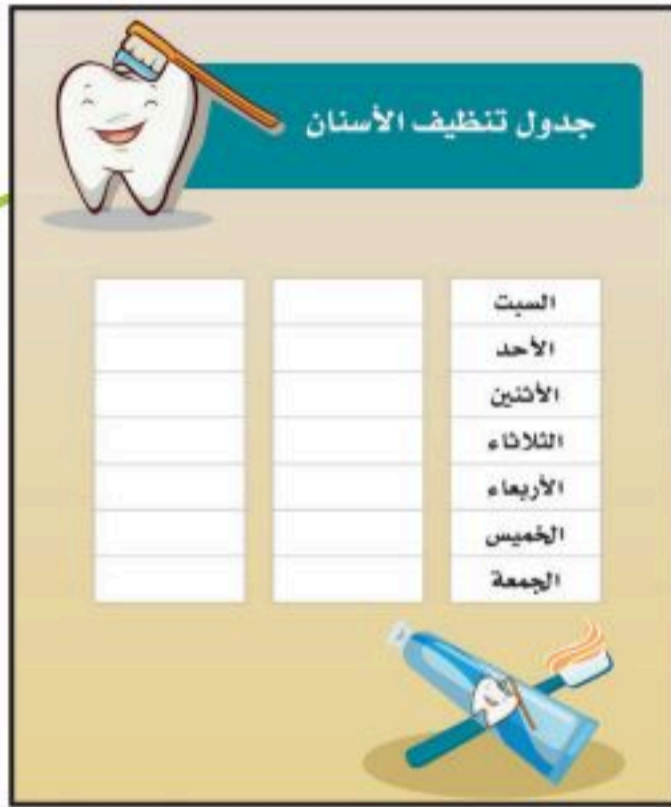 جدول تنظيف الأسنان
السبت
الأحد
الأثنين
الثلاثاء
الأربعاء
الخميس
الجمعة